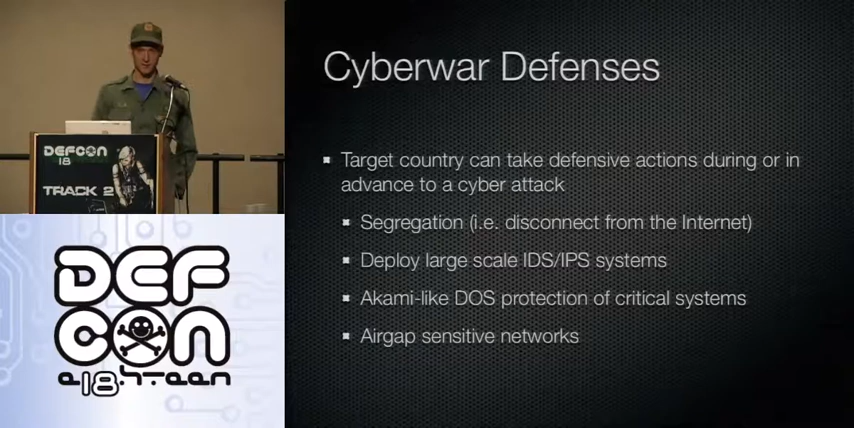 Cyberwar Defenses
Target country can take defensive actions during or in
advance to a cyber attack
Segregation (i.e. disconnect from the Internet)
Deploy large scale IDS/IPS systems
Akami-like DOS protection of critical systems
Airgap sensitive networks
DEFCON
18
TRACK 2
DEF
CON
e18hteen